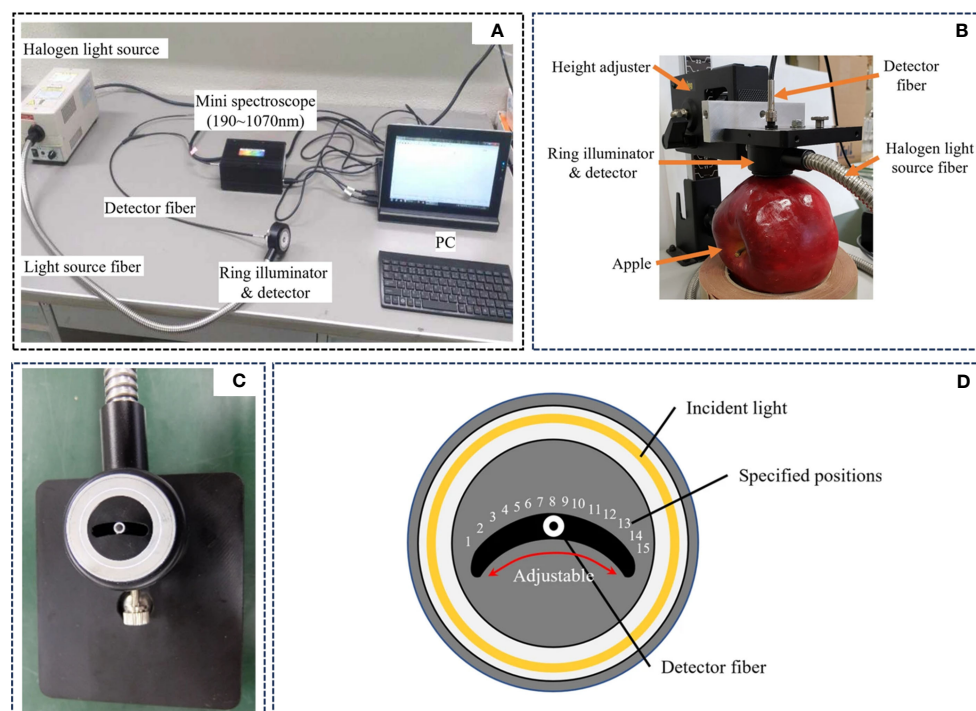 A
Halogen light source
Mini spectroscope
(190~1070nm)
Detector fiber
PC
Light source fiber
Ring illuminator
& detector
B
Height adjuster
Detector
fiber
Ring illuminator
& detector
Halogen light
source fiber
Apple
C
D
Incident light
Specified positions
1 2 3 4 5 6 7 8 9 10 11 12 13 14 15
Adjustable
Detector fiber